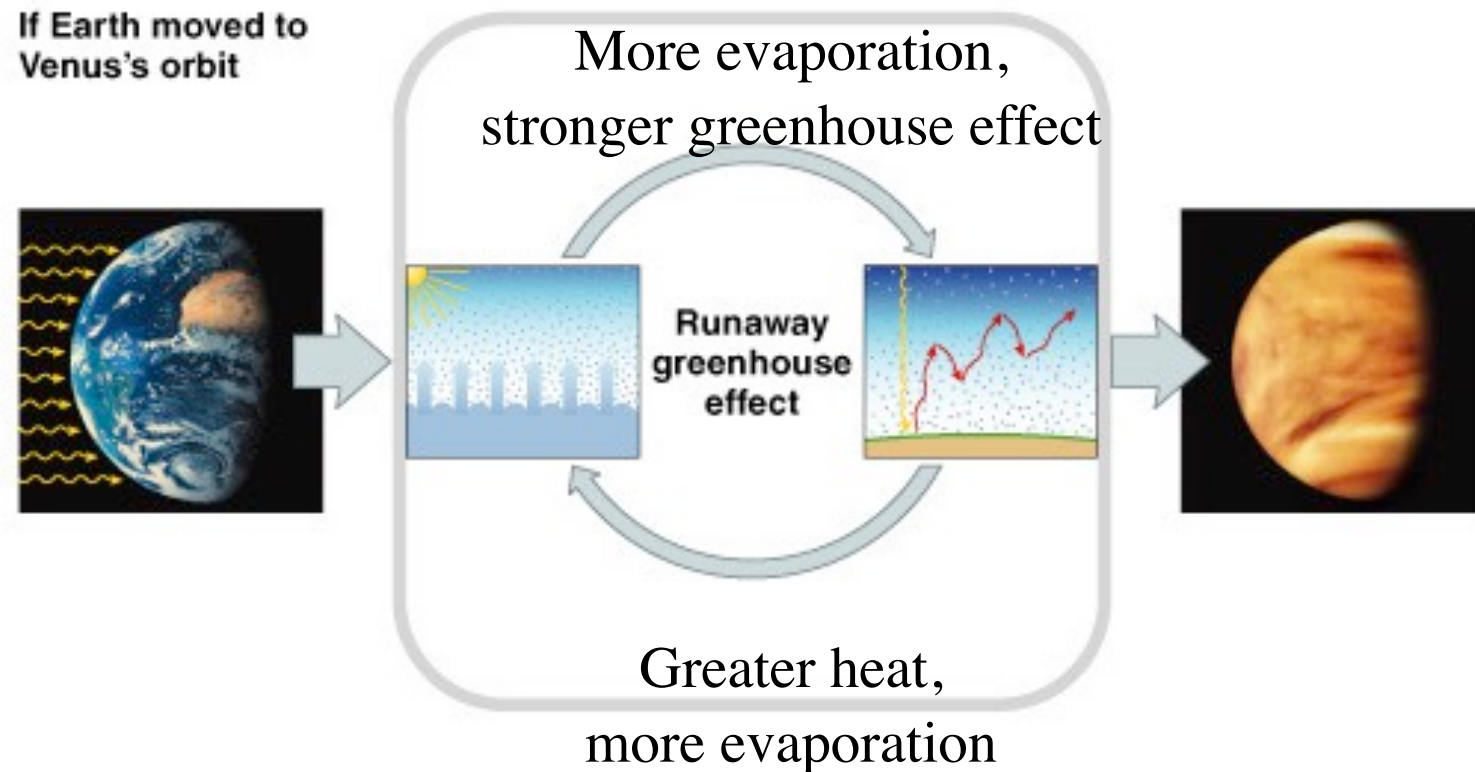 If Earth moved to
Venus’s orbit
More evaporation,
stronger greenhouse effect
Runaway
greenhouse
effect
Greater heat,
more evaporation